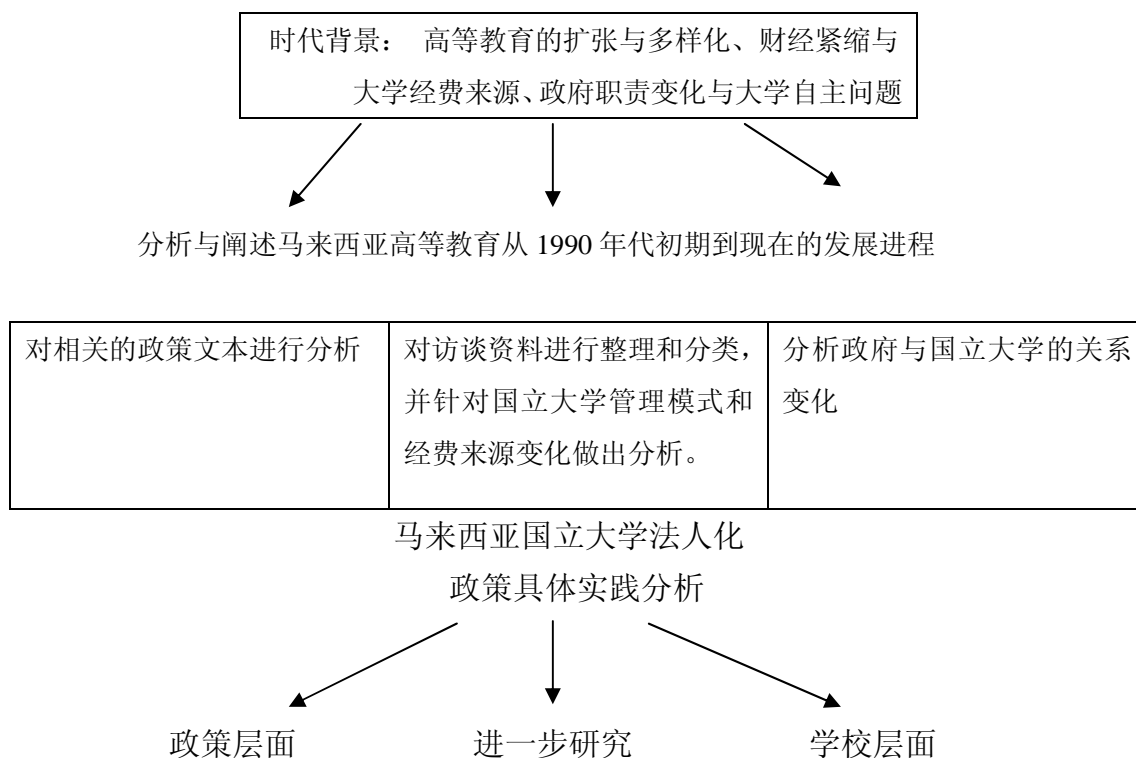 时代背景： 高等教育的扩张与多样化、财经紧缩与
大学经费来源、政府职责变化与大学自主问题
分析与阐述马来西亚高等教育从 1990 年代初期到现在的发展进程
对相关的政策文本进行分析
对访谈资料进行整理和分类，
并针对国立大学管理模式和
经费来源变化做出分析。
分析政府与国立大学的关系
变化
马来西亚国立大学法人化
政策具体实践分析
政策层面
进一步研究
学校层面